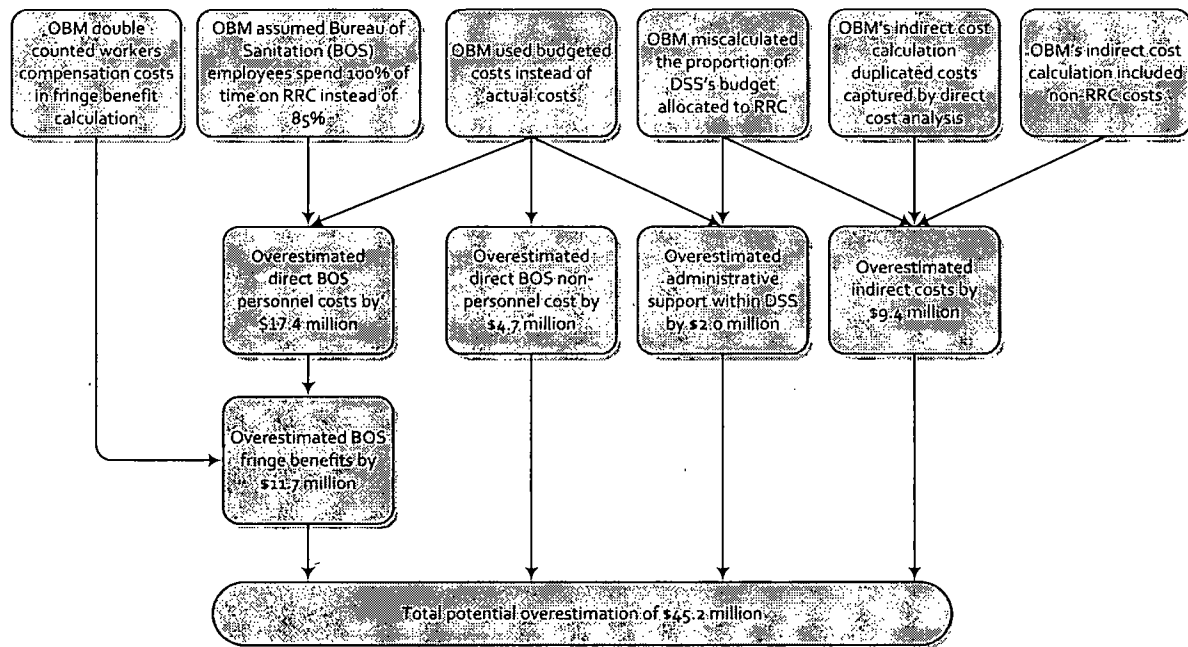 OBM double
counted workers
compensation costs
in fringe benefit
calculation
OBM assumed Bureau of
Sanitation (BOS)
employees spend 100% of
time on RRC instead of
85%
OBM used budgeted
costs instead of
actual costs
OBM miscalculated
the proportion of
DSS's budget
allocated to RRC
OBM's indirect cost
calculation
duplicated costs
captured by direct
cost analysis
OBM's indirect cost
calculation included
non-RRC costs
Overestimated
direct BOS
personnel costs by
$17.4 million
Overestimated
direct BOS non-
personnel cost by
$4.7 million
Overestimated
administrative
support within DSS
by $2.0 million
Overestimated
indirect costs by
$9.4 million
Overestimated BOS
fringe benefits by
$11.7 million
Total potential overestimation of $45.2 million